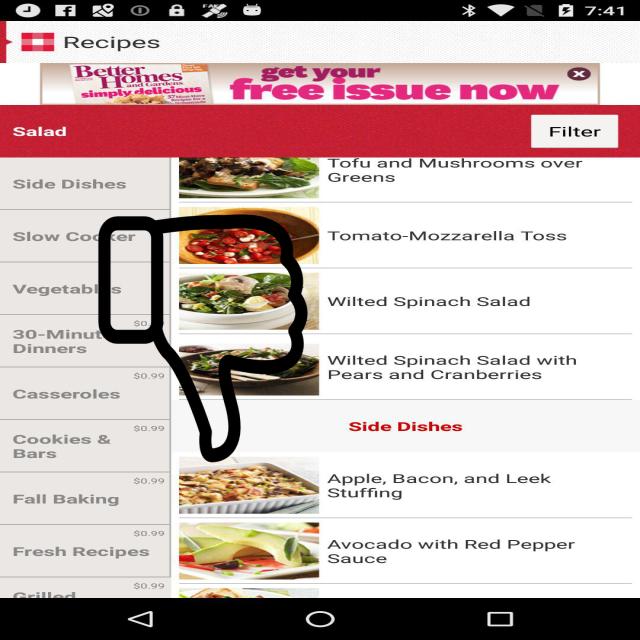 7:41
Recipes
Better
Homes
and Gardens
simply delicious
get your
free issue now
Salad
Filter
Side Dishes
Slow Cooker
Vegetables
$0.99
30-Minute
Dinners
$0.99
Casseroles
$0.99
Cookies &
Bars
$0.99
Fall Baking
$0.99
Fresh Recipes
$0.99
Grilled
Tofu and Mushrooms over
Greens
Tomato-Mozzarella Toss
Wilted Spinach Salad
Wilted Spinach Salad with
Pears and Cranberries
Side Dishes
Apple, Bacon, and Leek
Stuffing
Avocado with Red Pepper
Sauce